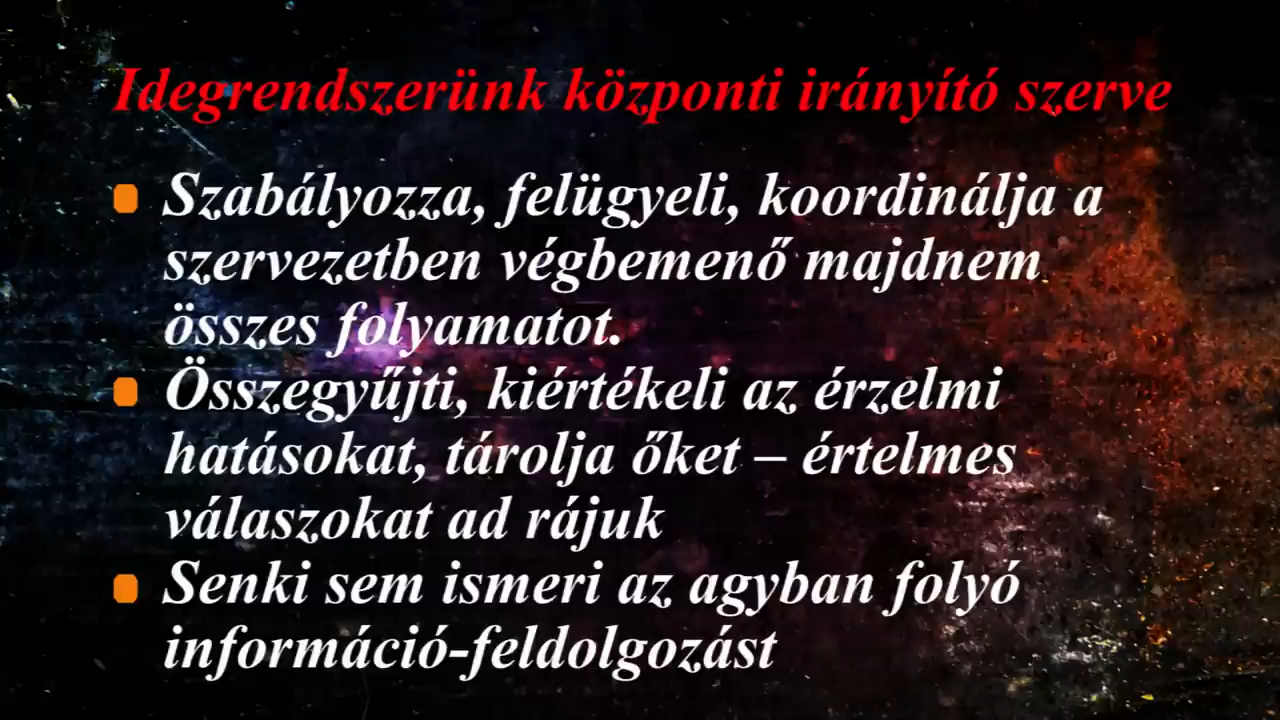 Idegrendszerünk központi irányító szerve
Szabályozza, felügyeli, koordinálja a
szervezetben végbemenő majdnem
összes folyamatot.
Összegyűjti, kiértékeli az érzelmi
hatásokat, tárolja őket – értelmes
válaszokat ad rájuk
Senki sem ismeri az agyban folyó
információ-feldolgozást